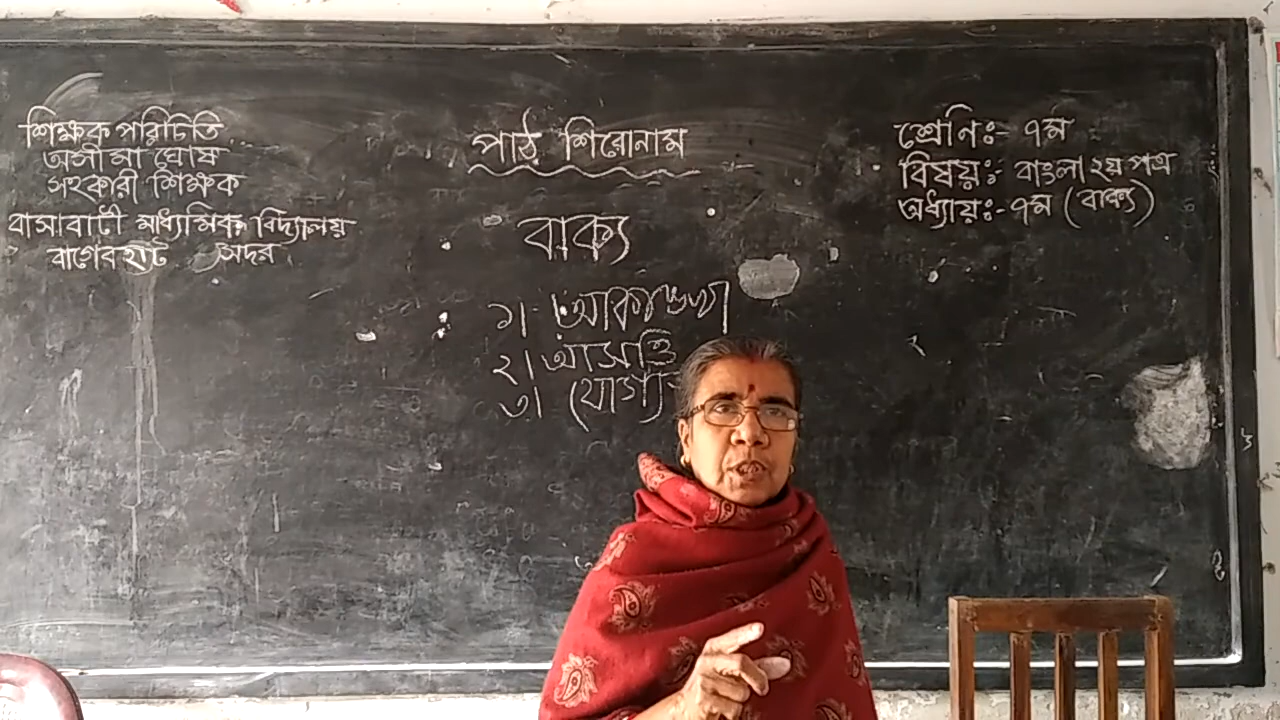 শিক্ষক পরিচিতি
অসীমা ঘোষ
সহকারী শিক্ষক
বাসাবাটী মাধ্যমিক বিদ্যালয়
বাগেরহাট সদর
পাঠ শিরোনাম
বাক্য
১। আকাঙ্ক্ষা
২। আসত্তি
৩।
শ্রেণিঃ- ৭ম
বিষয়ঃ- বাংলা ২য় পত্র
অধ্যায়ঃ- ৭ম (বাক্য)